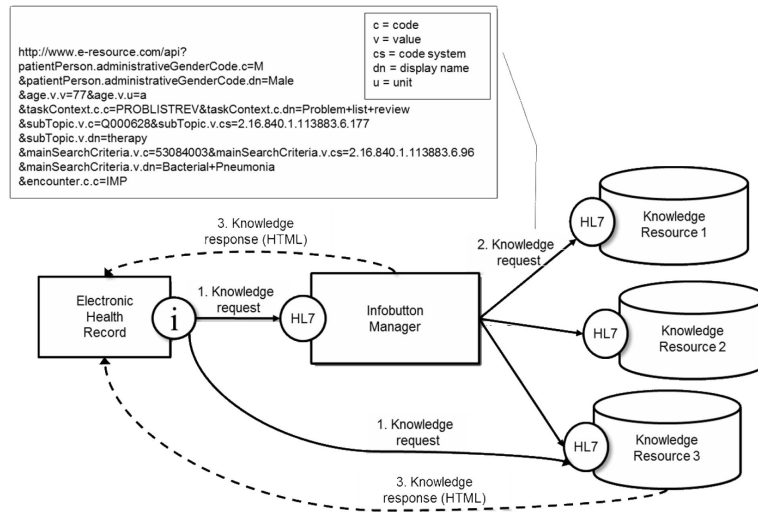 http://www.e-resource.com/api?
patientPerson.administrativeGenderCode.c=M
&patientPerson.administrativeGenderCode.dn=Male
&age.v.v=77&age.v.u=a
&taskContext.c.c=PROBLISTREV&taskContext.c.dn=Problem+list+review
&subTopic.v.c=Q000628&subTopic.v.cs=2.16.840.1.113883.6.177
&subTopic.v.dn=therapy
&mainSearchCriteria.v.c=53084003&mainSearchCriteria.v.cs=2.16.840.1.113883.6.96
&mainSearchCriteria.v.dn=Bacterial+Pneumonia
&encounter.c.c=IMP
c = code
v = value
cs = code system
dn = display name
u = unit
3. Knowledge
response (HTML)
2. Knowledge
request
HL7
Knowledge
Resource 1
Electronic
Health
Record
i
1. Knowledge
request
HL7
Infobutton
Manager
HL7
Knowledge
Resource 2
1. Knowledge
request
HL7
Knowledge
Resource 3
3. Knowledge
response (HTML)